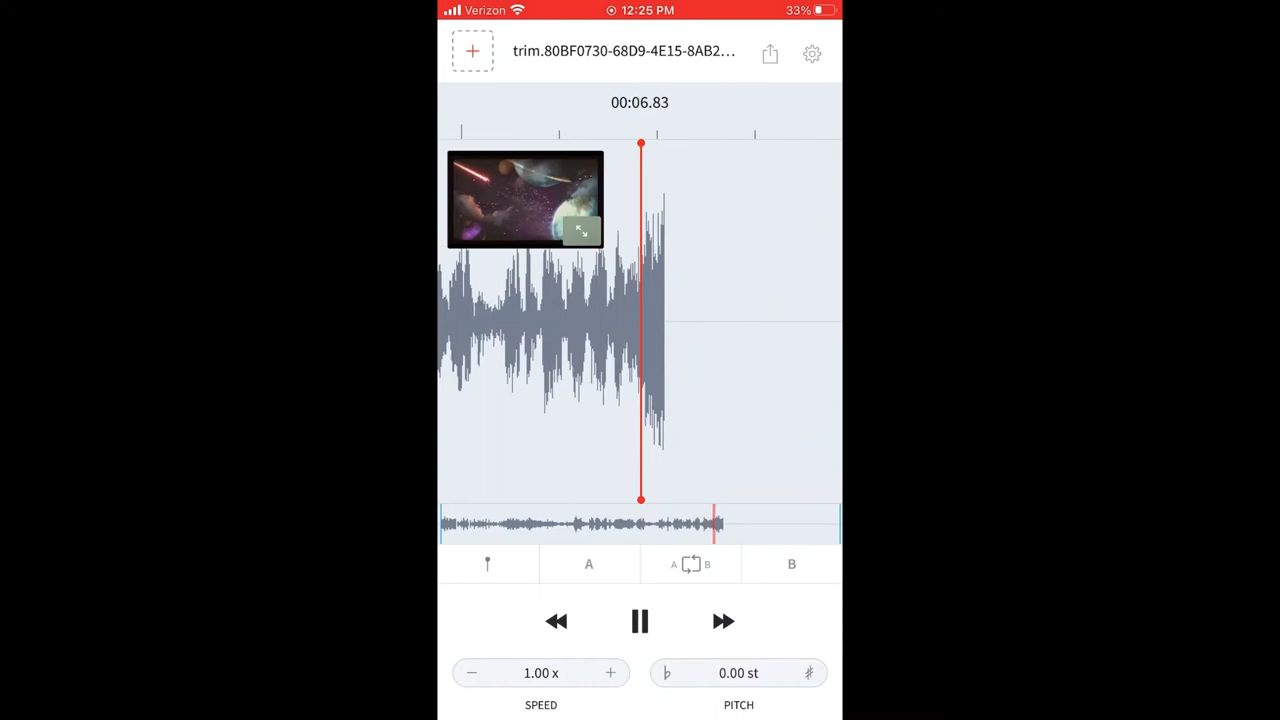 Verizon 12:25 PM 33%
trim.80BF0730-68D9-4E15-8AB2...
00:06.83
A A B B
1.00 x 0.00 st
SPEED PITCH